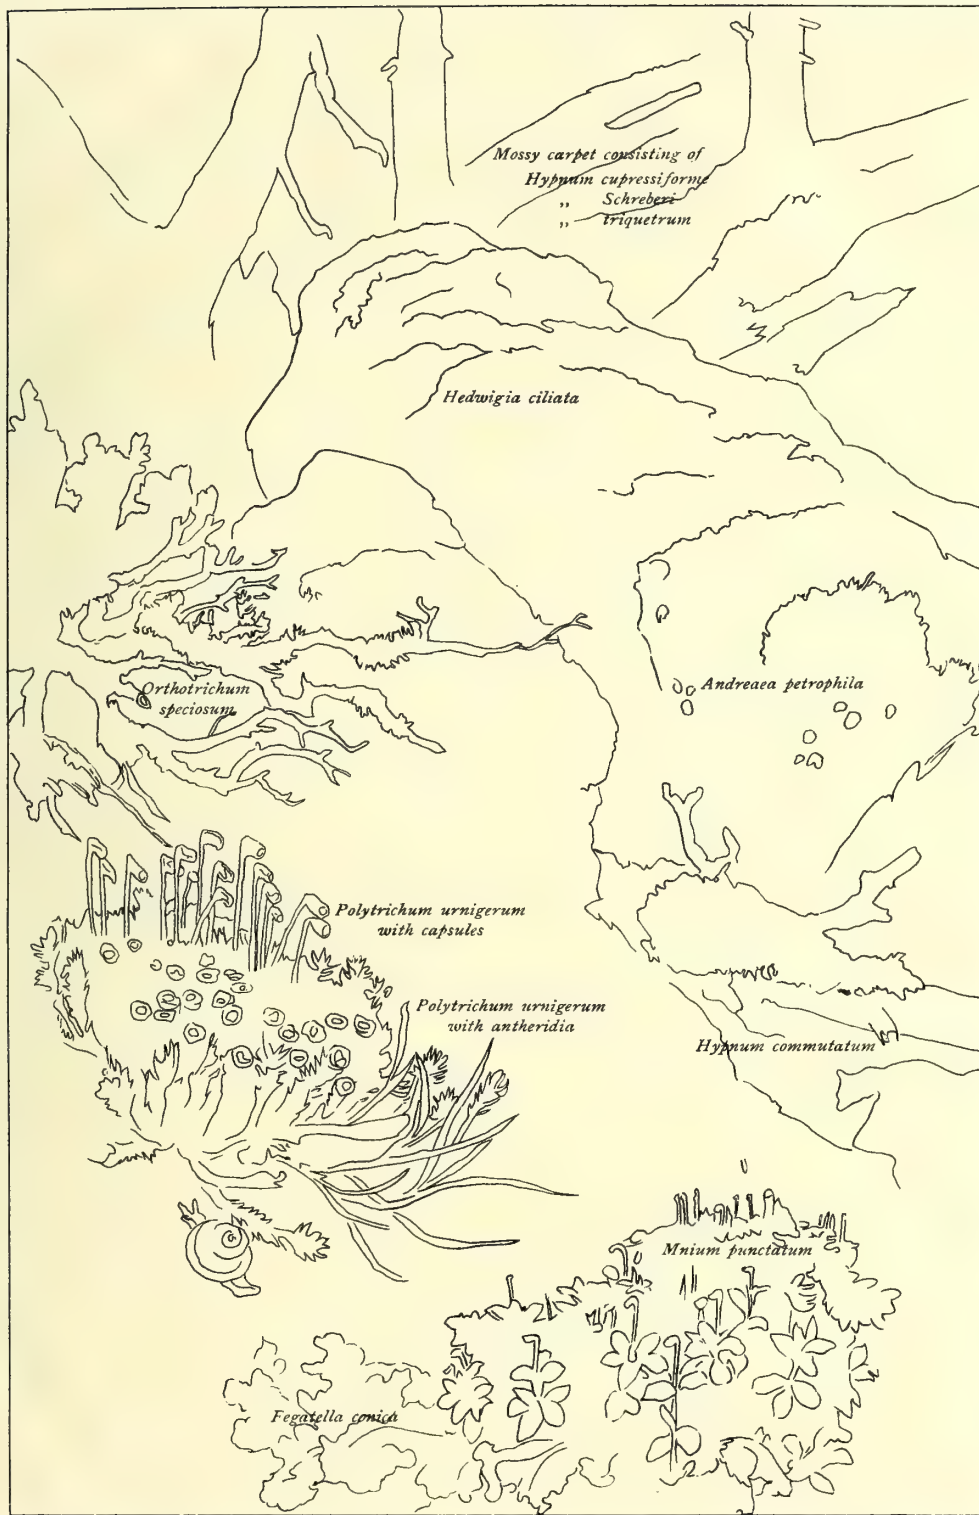 Mossy carpet consisting of
Hypnum cupressiforme
„ Schreberi
„ triquetrum
Hedwigia ciliata
Orthotrichum
speciosum
Andreaea petrophila
Polytrichum urnigerum
with capsules
Polytrichum urnigerum
with antheridia
Hypnum commutatum
Mnium punctatum
Fegatella conica